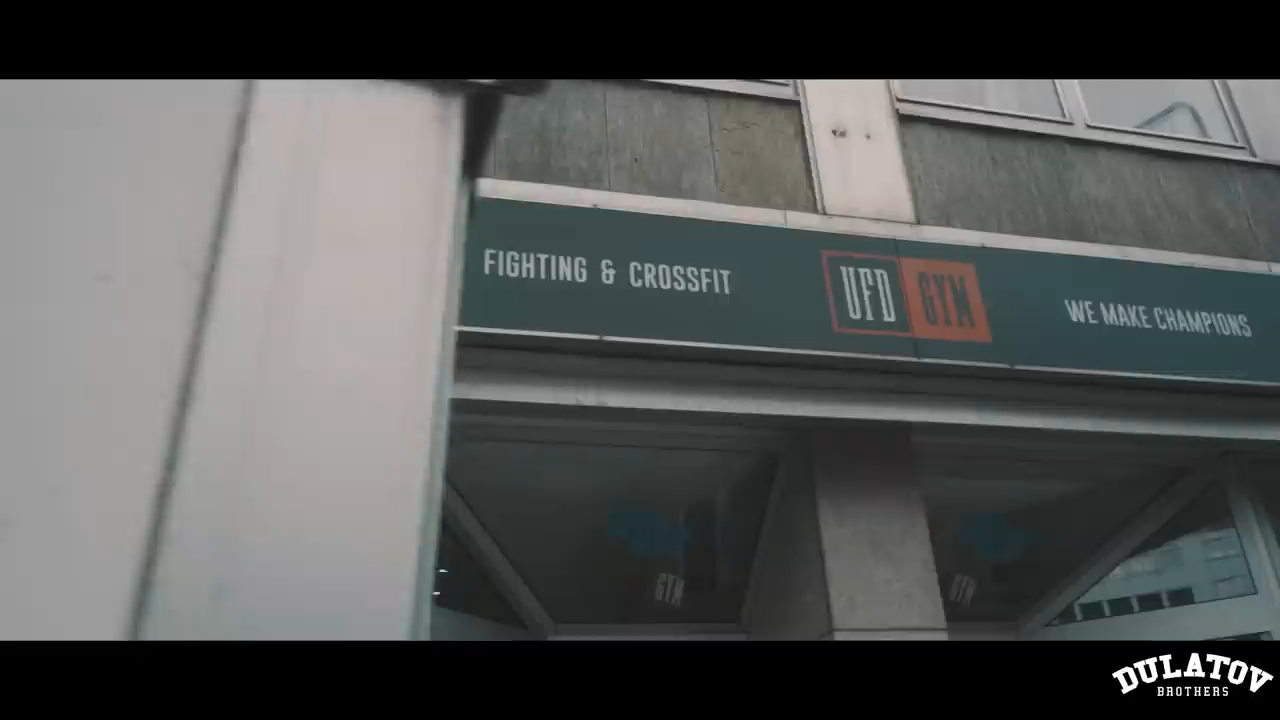 FIGHTING & CROSSFIT
UFD GYM
WE MAKE CHAMPIONS
GYM
GYM
DULATOV
BROTHERS